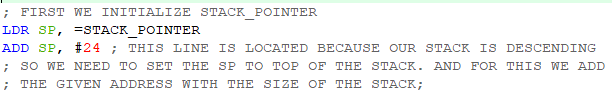 ; FIRST WE INITIALIZE STACK_POINTER
LDR SP, =STACK_POINTER
ADD SP, #24 ; THIS LINE IS LOCATED BECAUSE OUR STACK IS DESCENDING
; SO WE NEED TO SET THE SP TO TOP OF THE STACK. AND FOR THIS WE ADD
; THE GIVEN ADDRESS WITH THE SIZE OF THE STACK;